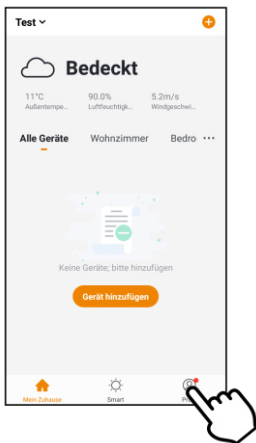 Test
Bedeckt
11°C 90.0% 5.2m/s
Außentempe... Luftfeuchtigk... Windgeschwei...
Alle Geräte Wohnzimmer Bedro ...
Keine Geräte; bitte hinzufügen
Gerät hinzufügen
Mein Zuhause Smart